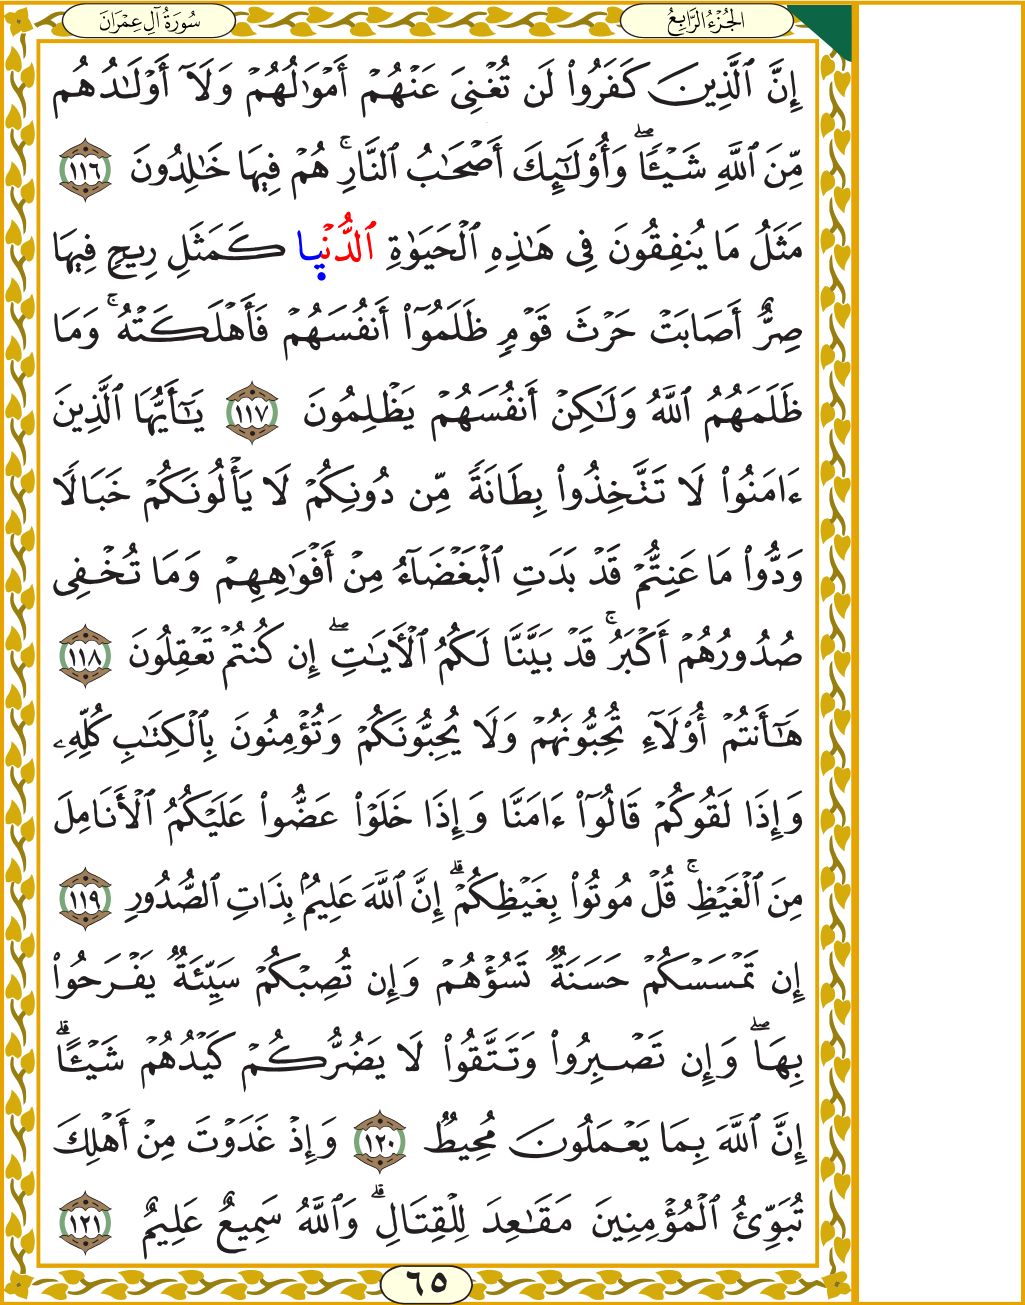 الجُزْءُ الرَّابِعُ
سُورَةُ آلِ عِمْرَانَ
إِنَّ ٱلَّذِينَ كَفَرُوا۟ لَن تُغْنِىَ عَنْهُمْ أَمْوَٰلُهُمْ وَلَآ أَوْلَٰدُهُم
مِّنَ ٱللَّهِ شَيْـًٔاۖ وَأُو۟لَٰٓئِكَ أَصْحَٰبُ ٱلنَّارِۚ هُمْ فِيهَا خَٰلِدُونَ ١١٦
مَثَلُ مَا يُنفِقُونَ فِى هَٰذِهِ ٱلْحَيَوٰةِ ٱلدُّنْيَا كَمَثَلِ رِيحٍ فِيهَا
صِرٌّ أَصَابَتْ حَرْثَ قَوْمٍ ظَلَمُوٓا۟ أَنفُسَهُمْ فَأَهْلَكَتْهُۚ وَمَا
ظَلَمَهُمُ ٱللَّهُ وَلَٰكِنْ أَنفُسَهُمْ يَظْلِمُونَ ١١٧ يَٰٓأَيُّهَا ٱلَّذِينَ
ءَامَنُوا۟ لَا تَتَّخِذُوا۟ بِطَانَةً مِّن دُونِكُمْ لَا يَأْلُونَكُمْ خَبَالًا
وَدُّوا۟ مَا عَنِتُّمْ قَدْ بَدَتِ ٱلْبَغْضَآءُ مِنْ أَفْوَٰهِهِمْ وَمَا تُخْفِى
صُدُورُهُمْ أَكْبَرُۚ قَدْ بَيَّنَّا لَكُمُ ٱلْـَٔايَٰتِۖ إِن كُنتُمْ تَعْقِلُونَ ١١٨
هَٰٓأَنتُمْ أُو۟لَآءِ تُحِبُّونَهُمْ وَلَا يُحِبُّونَكُمْ وَتُؤْمِنُونَ بِٱلْكِتَٰبِ كُلِّهِۦ
وَإِذَا لَقُوكُمْ قَالُوٓا۟ ءَامَنَّا وَإِذَا خَلَوْا۟ عَضُّوا۟ عَلَيْكُمُ ٱلْأَنَامِلَ
مِنَ ٱلْغَيْظِۚ قُلْ مُوتُوا۟ بِغَيْظِكُمْۗ إِنَّ ٱللَّهَ عَلِيمٌۢ بِذَاتِ ٱلصُّدُورِ ١١٩
إِن تَمْسَسْكُمْ حَسَنَةٌ تَسُؤْهُمْ وَإِن تُصِبْكُمْ سَيِّئَةٌ يَفْرَحُوا۟
بِهَاۖ وَإِن تَصْبِرُوا۟ وَتَتَّقُوا۟ لَا يَضُرُّكُمْ كَيْدُهُمْ شَيْـًٔاۗ
إِنَّ ٱللَّهَ بِمَا يَعْمَلُونَ مُحِيطٌ ١٢٠ وَإِذْ غَدَوْتَ مِنْ أَهْلِكَ
تُبَوِّئُ ٱلْمُؤْمِنِينَ مَقَٰعِدَ لِلْقِتَالِۗ وَٱللَّهُ سَمِيعٌ عَلِيمٌ ١٢١
٦٥